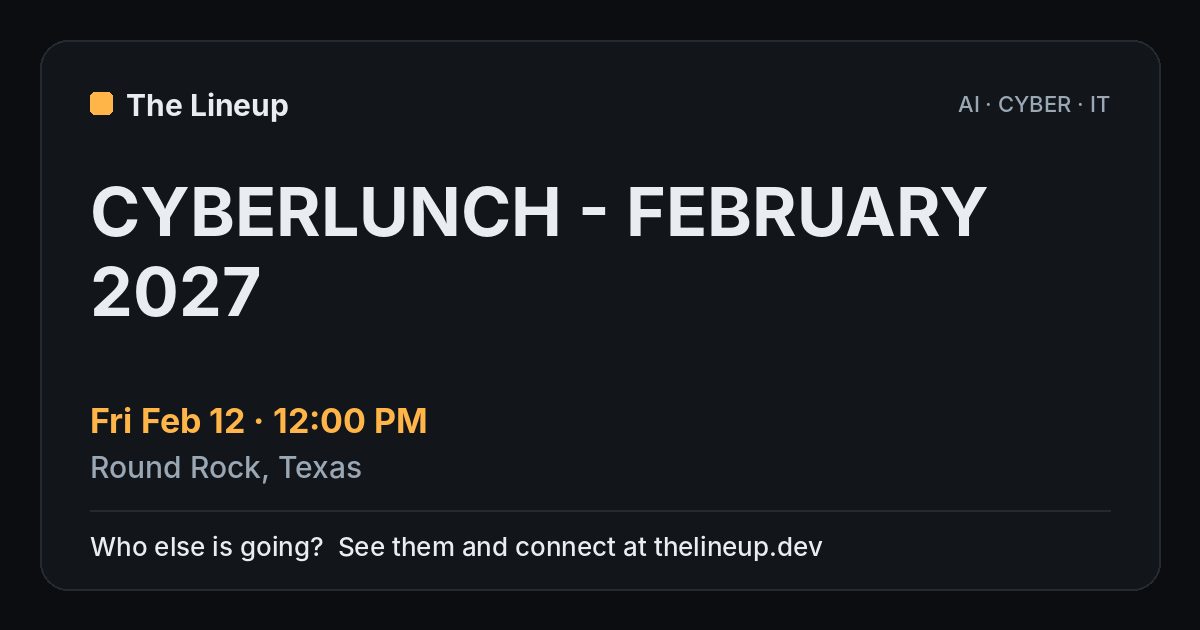 The Lineup
AI · CYBER · IT
CYBERLUNCH - FEBRUARY
2027
Fri Feb 12 · 12:00 PM
Round Rock, Texas
Who else is going?  See them and connect at thelineup.dev